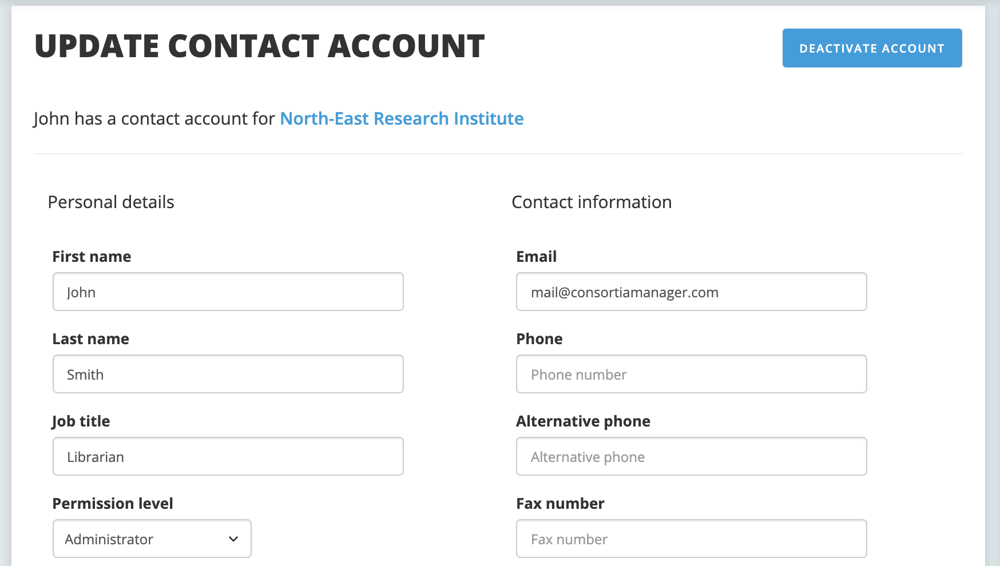 UPDATE CONTACT ACCOUNT
DEACTIVATE ACCOUNT
John has a contact account for North-East Research Institute
Personal details
First name
John
Last name
Smith
Job title
Librarian
Permission level
Administrator
Contact information
Email
mail@consortiamanager.com
Phone
Phone number
Alternative phone
Alternative phone
Fax number
Fax number